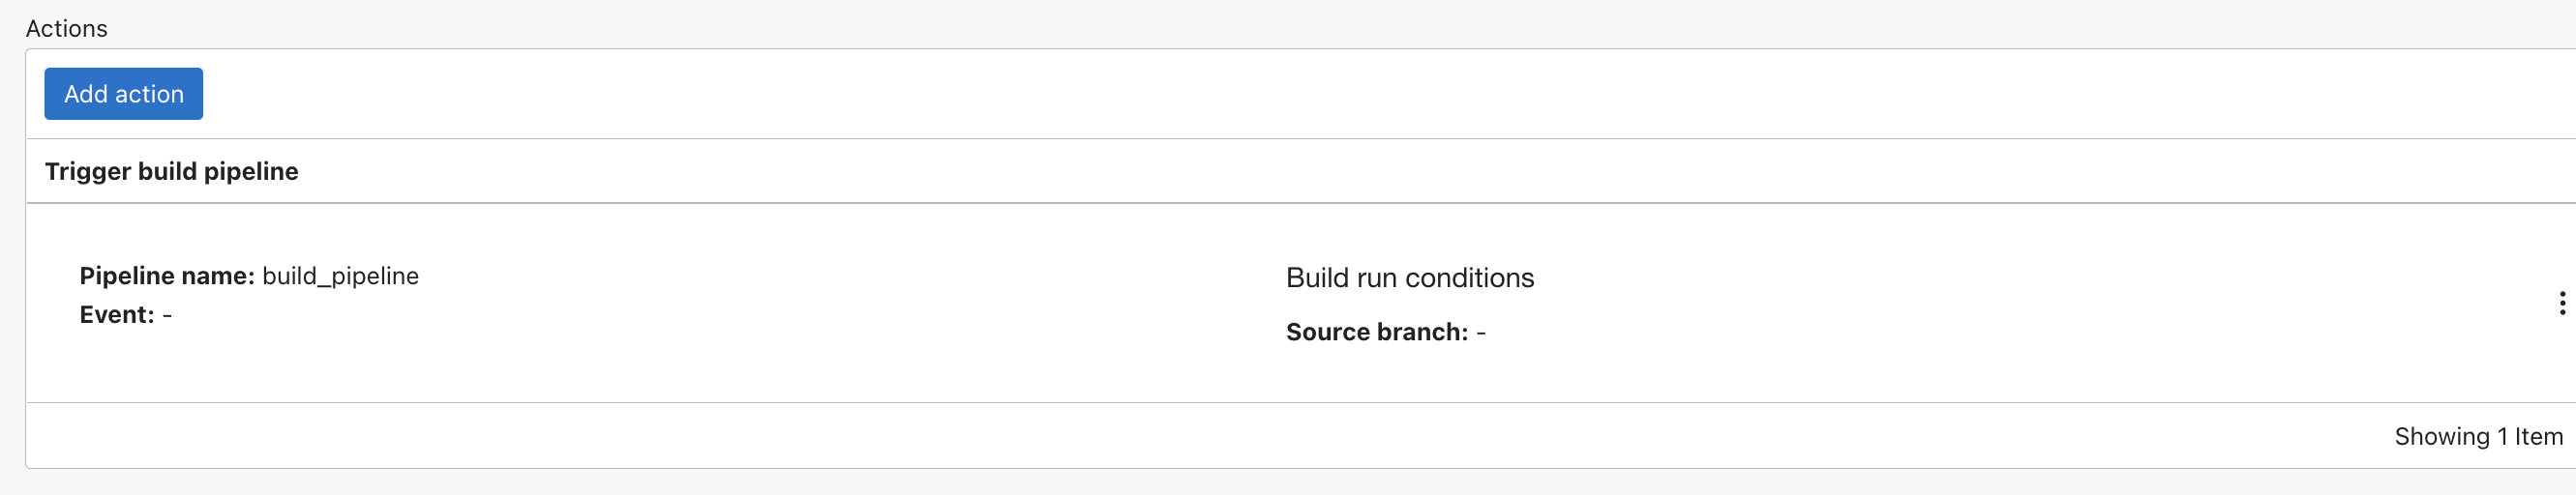 Actions
Add action
Trigger build pipeline
Pipeline name: build_pipeline
Event: -
Build run conditions
Source branch: -
Showing 1 Item